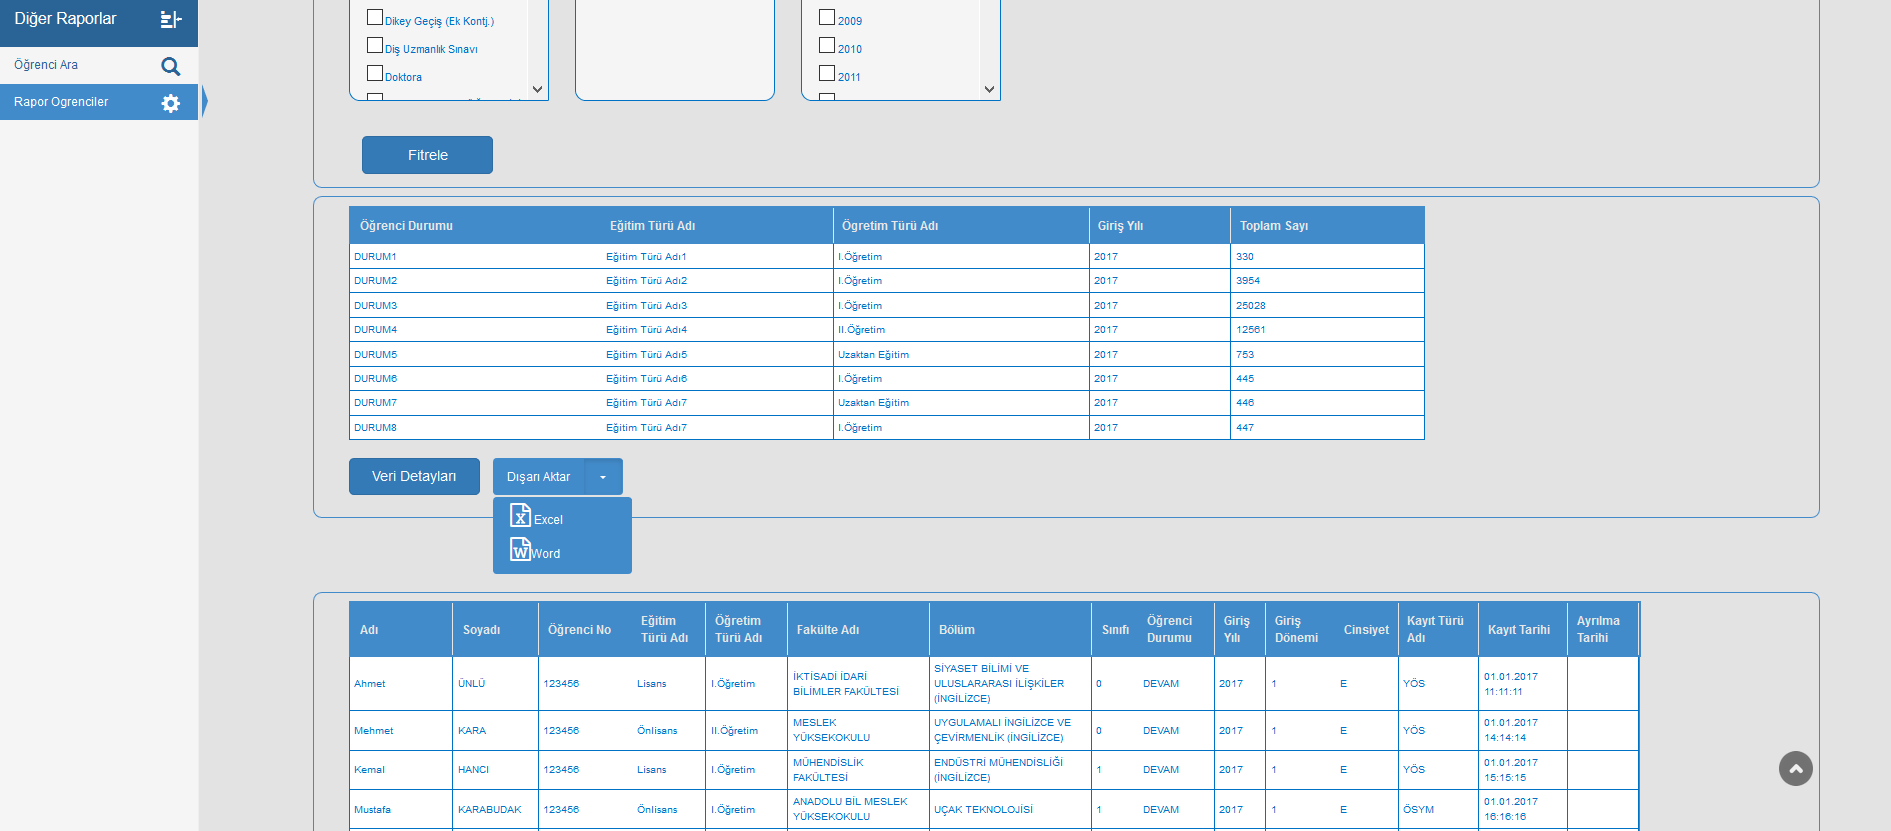 Diğer Raporlar
Öğrenci Ara
Rapor Ogrenciler
Dikey Geçiş (Ek Kontj.)
Diş Uzmanlık Sınavı
Doktora
2009
2010
2011
Fitrele
Öğrenci Durumu Eğitim Türü Adı Ögretim Türü Adı Giriş Yılı Toplam Sayı
DURUM1 Eğitim Türü Adı1 I.Öğretim 2017 330
DURUM2 Eğitim Türü Adı2 I.Öğretim 2017 3954
DURUM3 Eğitim Türü Adı3 I.Öğretim 2017 25028
DURUM4 Eğitim Türü Adı4 II.Öğretim 2017 12561
DURUM5 Eğitim Türü Adı5 Uzaktan Eğitim 2017 753
DURUM6 Eğitim Türü Adı6 I.Öğretim 2017 445
DURUM7 Eğitim Türü Adı7 Uzaktan Eğitim 2017 446
DURUM8 Eğitim Türü Adı7 I.Öğretim 2017 447
Veri Detayları Dışarı Aktar
Excel
Word
Adı Soyadı Öğrenci No Eğitim Türü Adı Öğretim Türü Adı Fakülte Adı Bölüm Sınıfı Öğrenci Durumu Giriş Yılı Giriş Dönemi Cinsiyet Kayıt Türü Adı Kayıt Tarihi Ayrılma Tarihi
Ahmet ÜNLÜ 123456 Lisans I.Öğretim İKTİSADİ İDARİ BİLİMLER FAKÜLTESİ SİYASET BİLİMİ VE ULUSLARARASI İLİŞKİLER (İNGİLİZCE) 0 DEVAM 2017 1 E YÖS 01.01.2017 11:11:11
Mehmet KARA 123456 Önlisans II.Öğretim MESLEK YÜKSEKOKULU UYGULAMALI İNGİLİZCE VE ÇEVİRMENLİK (İNGİLİZCE) 0 DEVAM 2017 1 E YÖS 01.01.2017 14:14:14
Kemal HANCI 123456 Lisans I.Öğretim MÜHENDİSLİK FAKÜLTESİ ENDÜSTRİ MÜHENDİSLİĞİ (İNGİLİZCE) 1 DEVAM 2017 1 E YÖS 01.01.2017 15:15:15
Mustafa KARABUDAK 123456 Önlisans I.Öğretim ANADOLU BİL MESLEK YÜKSEKOKULU UÇAK TEKNOLOJİSİ 1 DEVAM 2017 1 E ÖSYM 01.01.2017 16:16:16